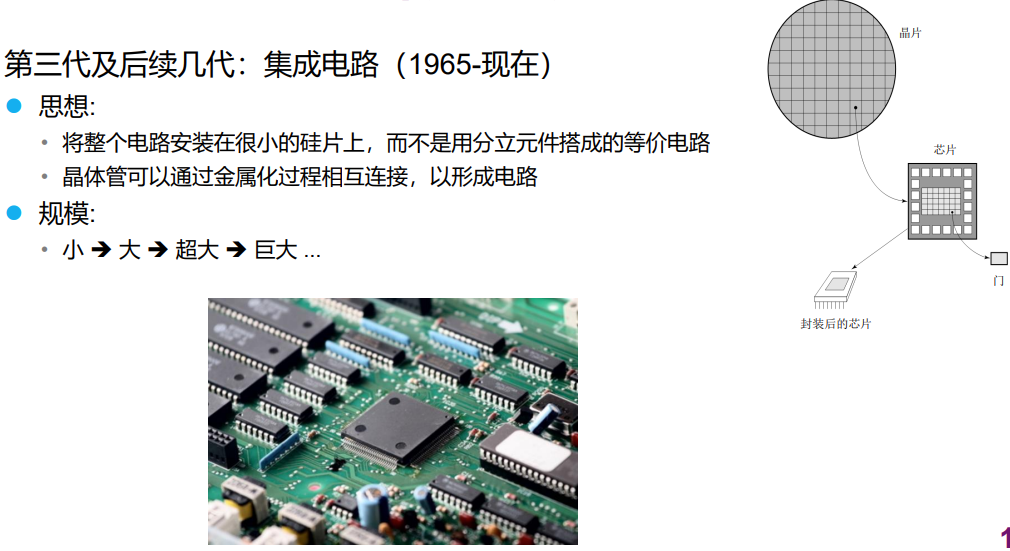 第三代及后续几代：集成电路（1965-现在）
思想:
将整个电路安装在很小的硅片上，而不是用分立元件搭成的等价电路
晶体管可以通过金属化过程相互连接，以形成电路
规模:
小 ➔ 大 ➔ 超大 ➔ 巨大 ...
晶片
芯片
门
封装后的芯片
1